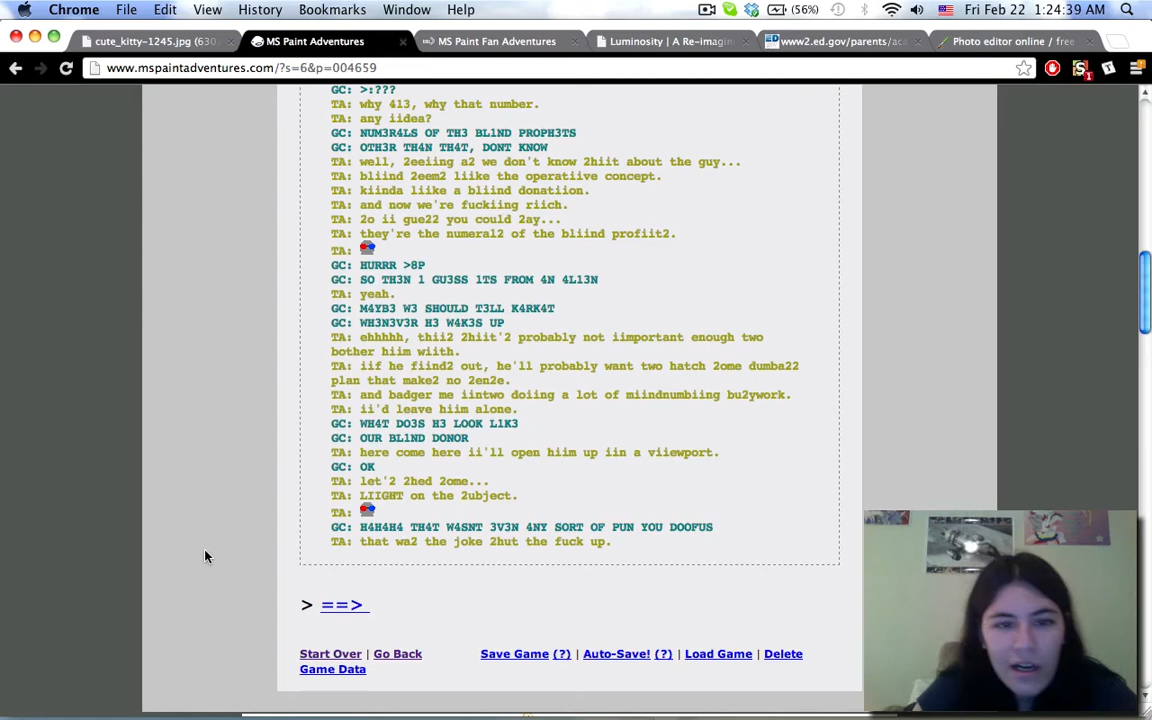 Chrome File Edit View History Bookmarks Window Help (56%) Fri Feb 22 1:24:39 AM
cute_kitty-1245.jpg (630 MS Paint Adventures MS Paint Fan Adventures Luminosity | A Re-imagin www2.ed.gov/parents/aca Photo editor online / free
www.mspaintadventures.com/?s=6&p=004659
GC: >:???
TA: why 413, why that number.
TA: any iidea?
GC: NUM3R4LS OF TH3 BL1ND PROPH3TS
GC: OTH3R TH4N TH4T, DONT KNOW
TA: well, 2eeiing a2 we don't know 2hiit about the guy...
TA: bliind 2eem2 liike the operatiive concept.
TA: kiinda liike a bliind donatiion.
TA: and now we're fuckiing riich.
TA: 2o ii gue22 you could 2ay...
TA: they're the numeral2 of the bliind profiit2.
TA:
GC: HURRR >8P
GC: SO TH3N 1 GU3SS 1TS FROM 4N 4L13N
TA: yeah.
GC: M4YB3 W3 SHOULD T3LL K4RK4T
GC: WH3N3V3R H3 W4K3S UP
TA: ehhhhh, thii2 2hiit'2 probably not iimportant enough two
bother hiim wiith.
TA: iif he fiind2 out, he'll probably want two hatch 2ome dumba22
plan that make2 no 2en2e.
TA: and badger me iintwo doiing a lot of miindnumbiing bu2ywork.
TA: ii'd leave hiim alone.
GC: WH4T DO3S H3 LOOK L1K3
GC: OUR BL1ND DONOR
TA: here come here ii'll open hiim up iin a viiewport.
GC: OK
TA: let'2 2hed 2ome...
TA: LIIGHT on the 2ubject.
TA:
GC: H4H4H4 TH4T W4SNT 3V3N 4NY SORT OF PUN YOU DOOFUS
TA: that wa2 the joke 2hut the fuck up.
> ==>
Start Over | Go Back Save Game (?) | Auto-Save! (?) | Load Game | Delete
Game Data